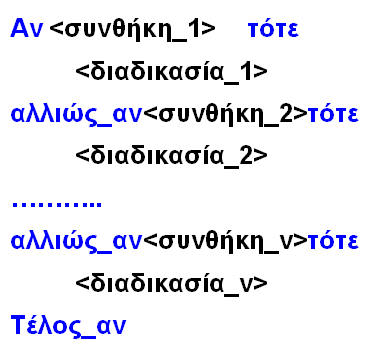 Αν <συνθήκη_1> τότε
<διαδικασία_1>
αλλιώς_αν<συνθήκη_2>τότε
<διαδικασία_2>
………...
αλλιώς_αν<συνθήκη_ν>τότε
<διαδικασία_ν>
Τέλος_αν